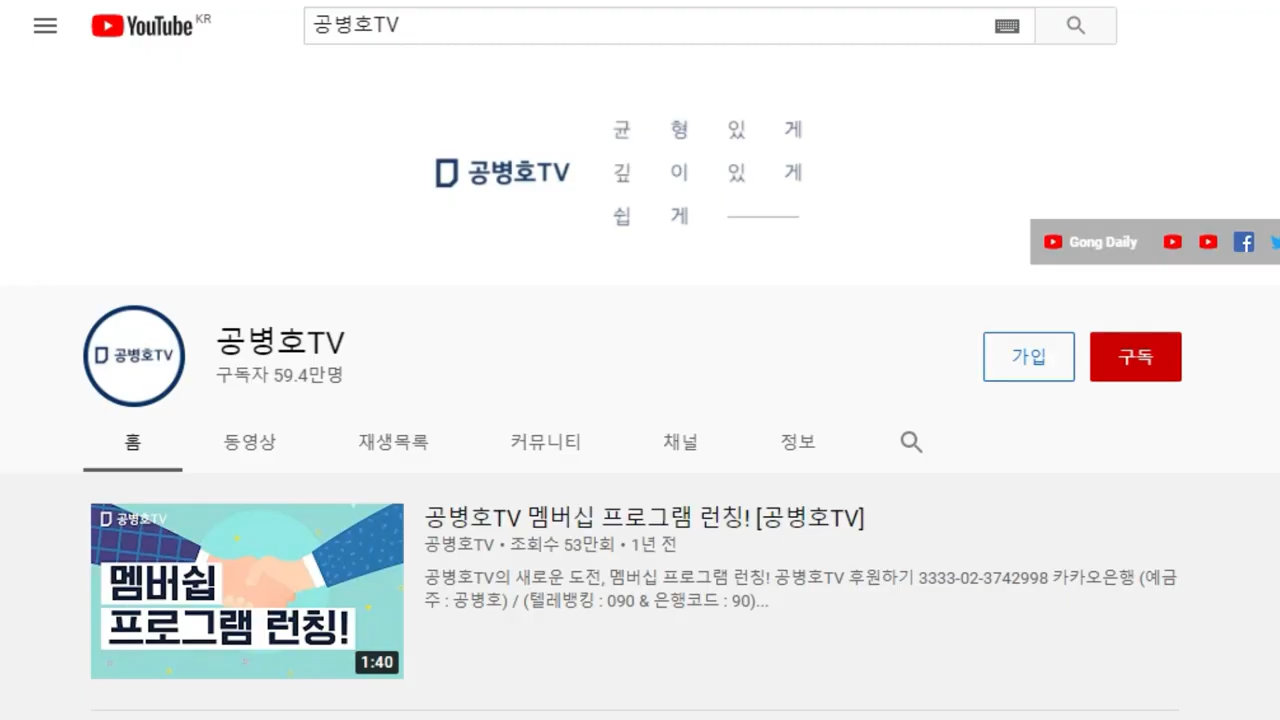 YouTube KR
공병호TV
균 형 있 게
공병호TV
깊 이 있 게
쉽 게
Gong Daily
공병호TV
공병호TV
구독자 59.4만명
가입
구독
홈
동영상
재생목록
커뮤니티
채널
정보
공병호TV
멤버쉽
프로그램 런칭!
1:40
공병호TV 멤버십 프로그램 런칭! [공병호TV]
공병호TV • 조회수 53만회 • 1년 전
공병호TV의 새로운 도전, 멤버십 프로그램 런칭! 공병호TV 후원하기 3333-02-3742998 카카오은행 (예금
주 : 공병호) / (텔레뱅킹 : 090 & 은행코드 : 90)...